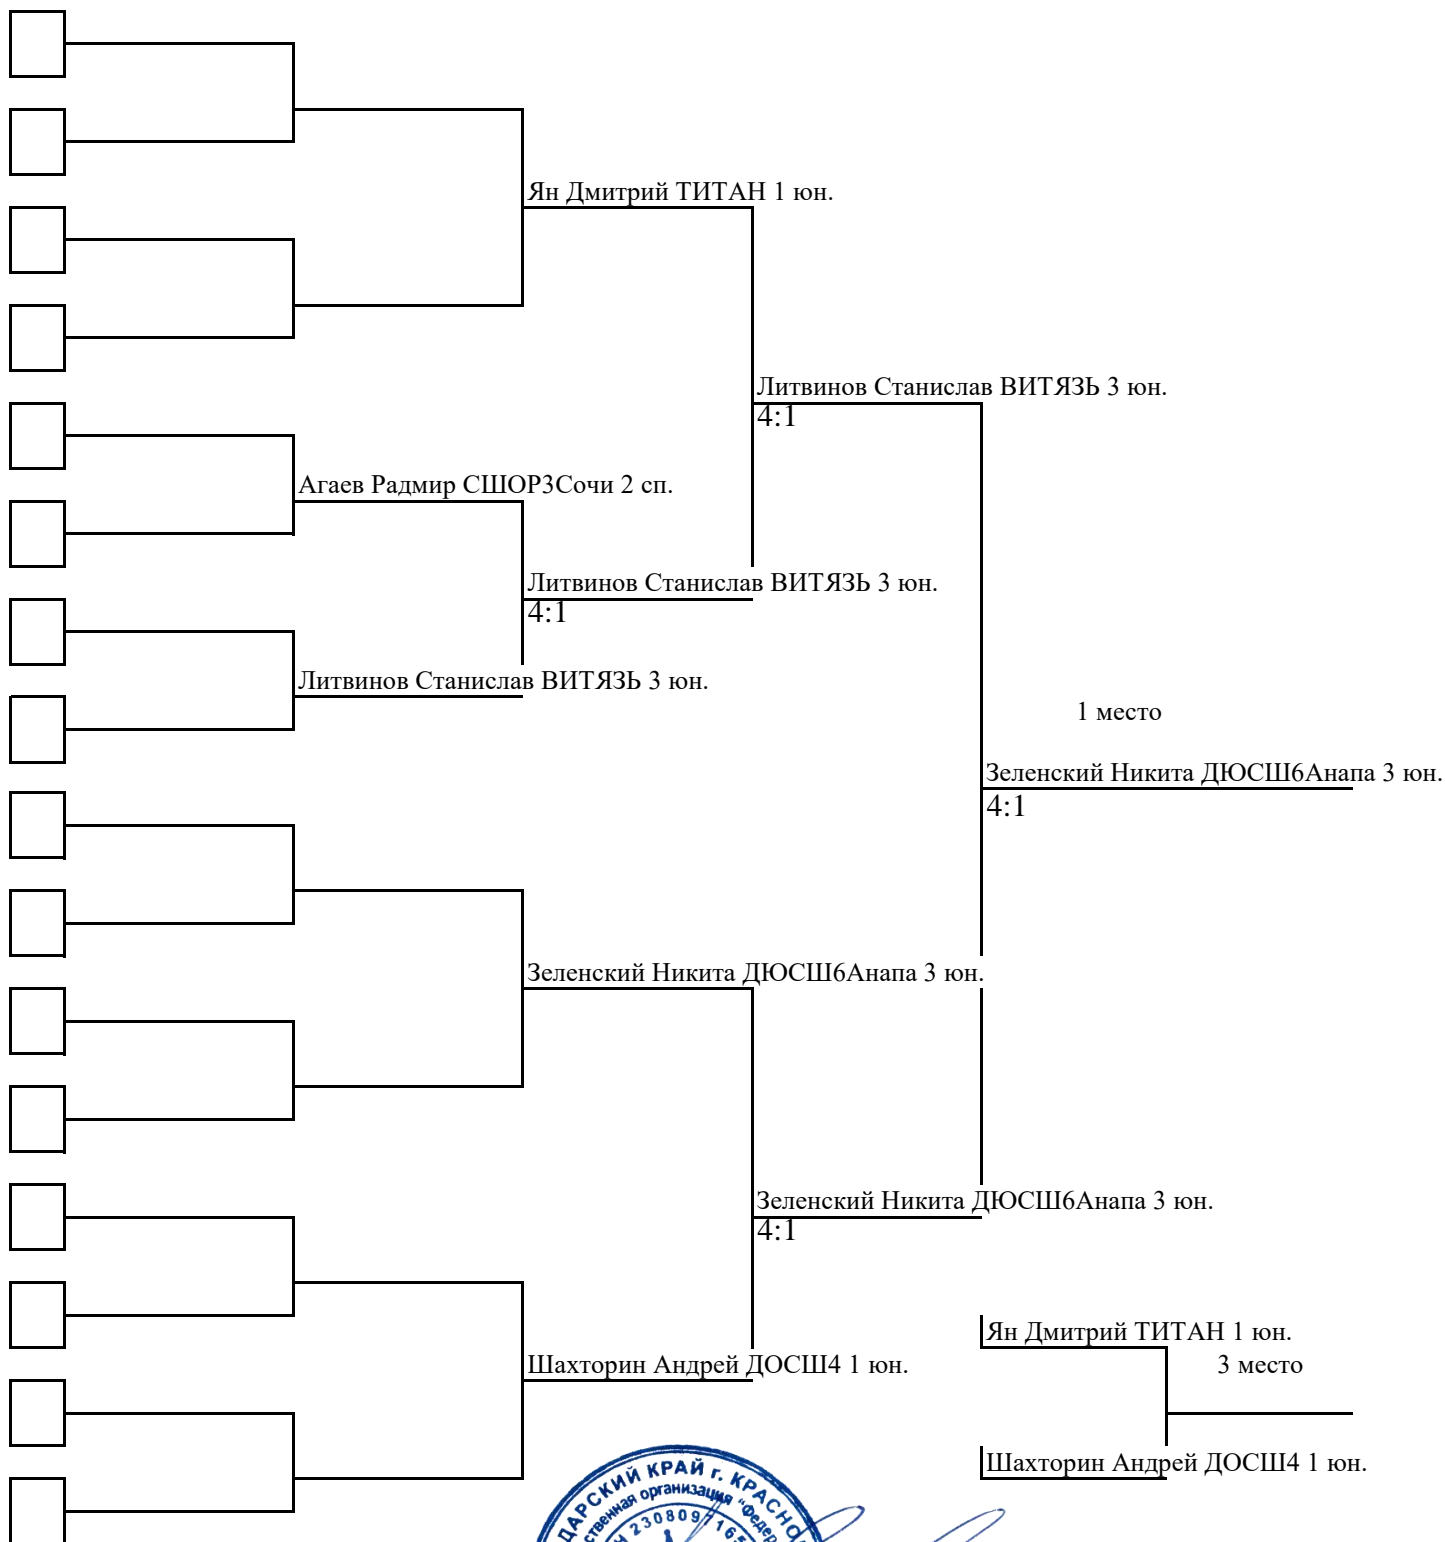 Ян Дмитрий ТИТАН 1 юн.
Литвинов Станислав ВИТЯЗЬ 3 юн.
4:1
Агаев Радмир СШОР3Сочи 2 сп.
Литвинов Станислав ВИТЯЗЬ 3 юн.
4:1
Литвинов Станислав ВИТЯЗЬ 3 юн.
1 место
Зеленский Никита ДЮСШ6Анапа 3 юн.
4:1
Зеленский Никита ДЮСШ6Анапа 3 юн.
Зеленский Никита ДЮСШ6Анапа 3 юн.
4:1
Ян Дмитрий ТИТАН 1 юн.
Шахторин Андрей ДОСШ4 1 юн.
3 место
Шахторин Андрей ДОСШ4 1 юн.
КРАЙ г.
организация